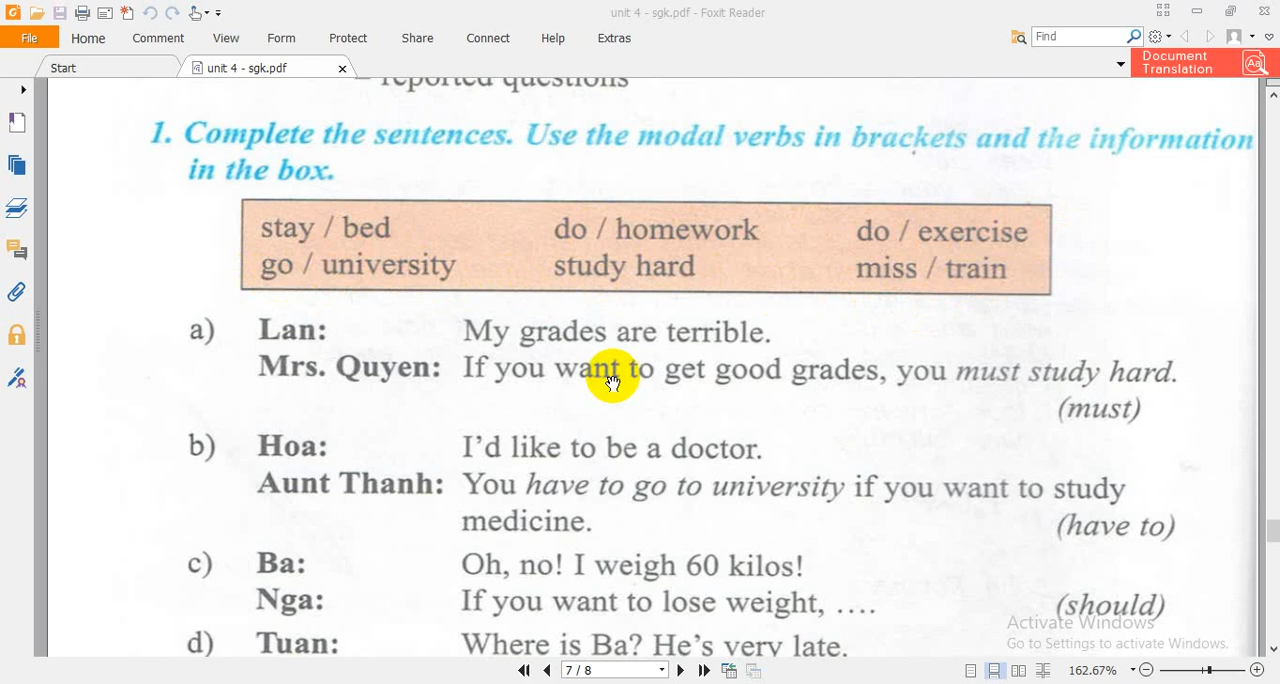 unit 4 - sgk.pdf - Foxit Reader
File Home Comment View Form Protect Share Connect Help Extras Find
Start unit 4 - sgk.pdf
Document
Translation
– reported questions
1. Complete the sentences. Use the modal verbs in brackets and the information
in the box.
stay / bed do / homework do / exercise
go / university study hard miss / train
a) Lan: My grades are terrible.
Mrs. Quyen: If you want to get good grades, you must study hard.
(must)
b) Hoa: I'd like to be a doctor.
Aunt Thanh: You have to go to university if you want to study
medicine. (have to)
c) Ba: Oh, no! I weigh 60 kilos!
Nga: If you want to lose weight, .... (should)
Activate Windows
Go to Settings to activate Windows.
d) Tuan: Where is Ba? He's very late.
7 / 8 162.67%